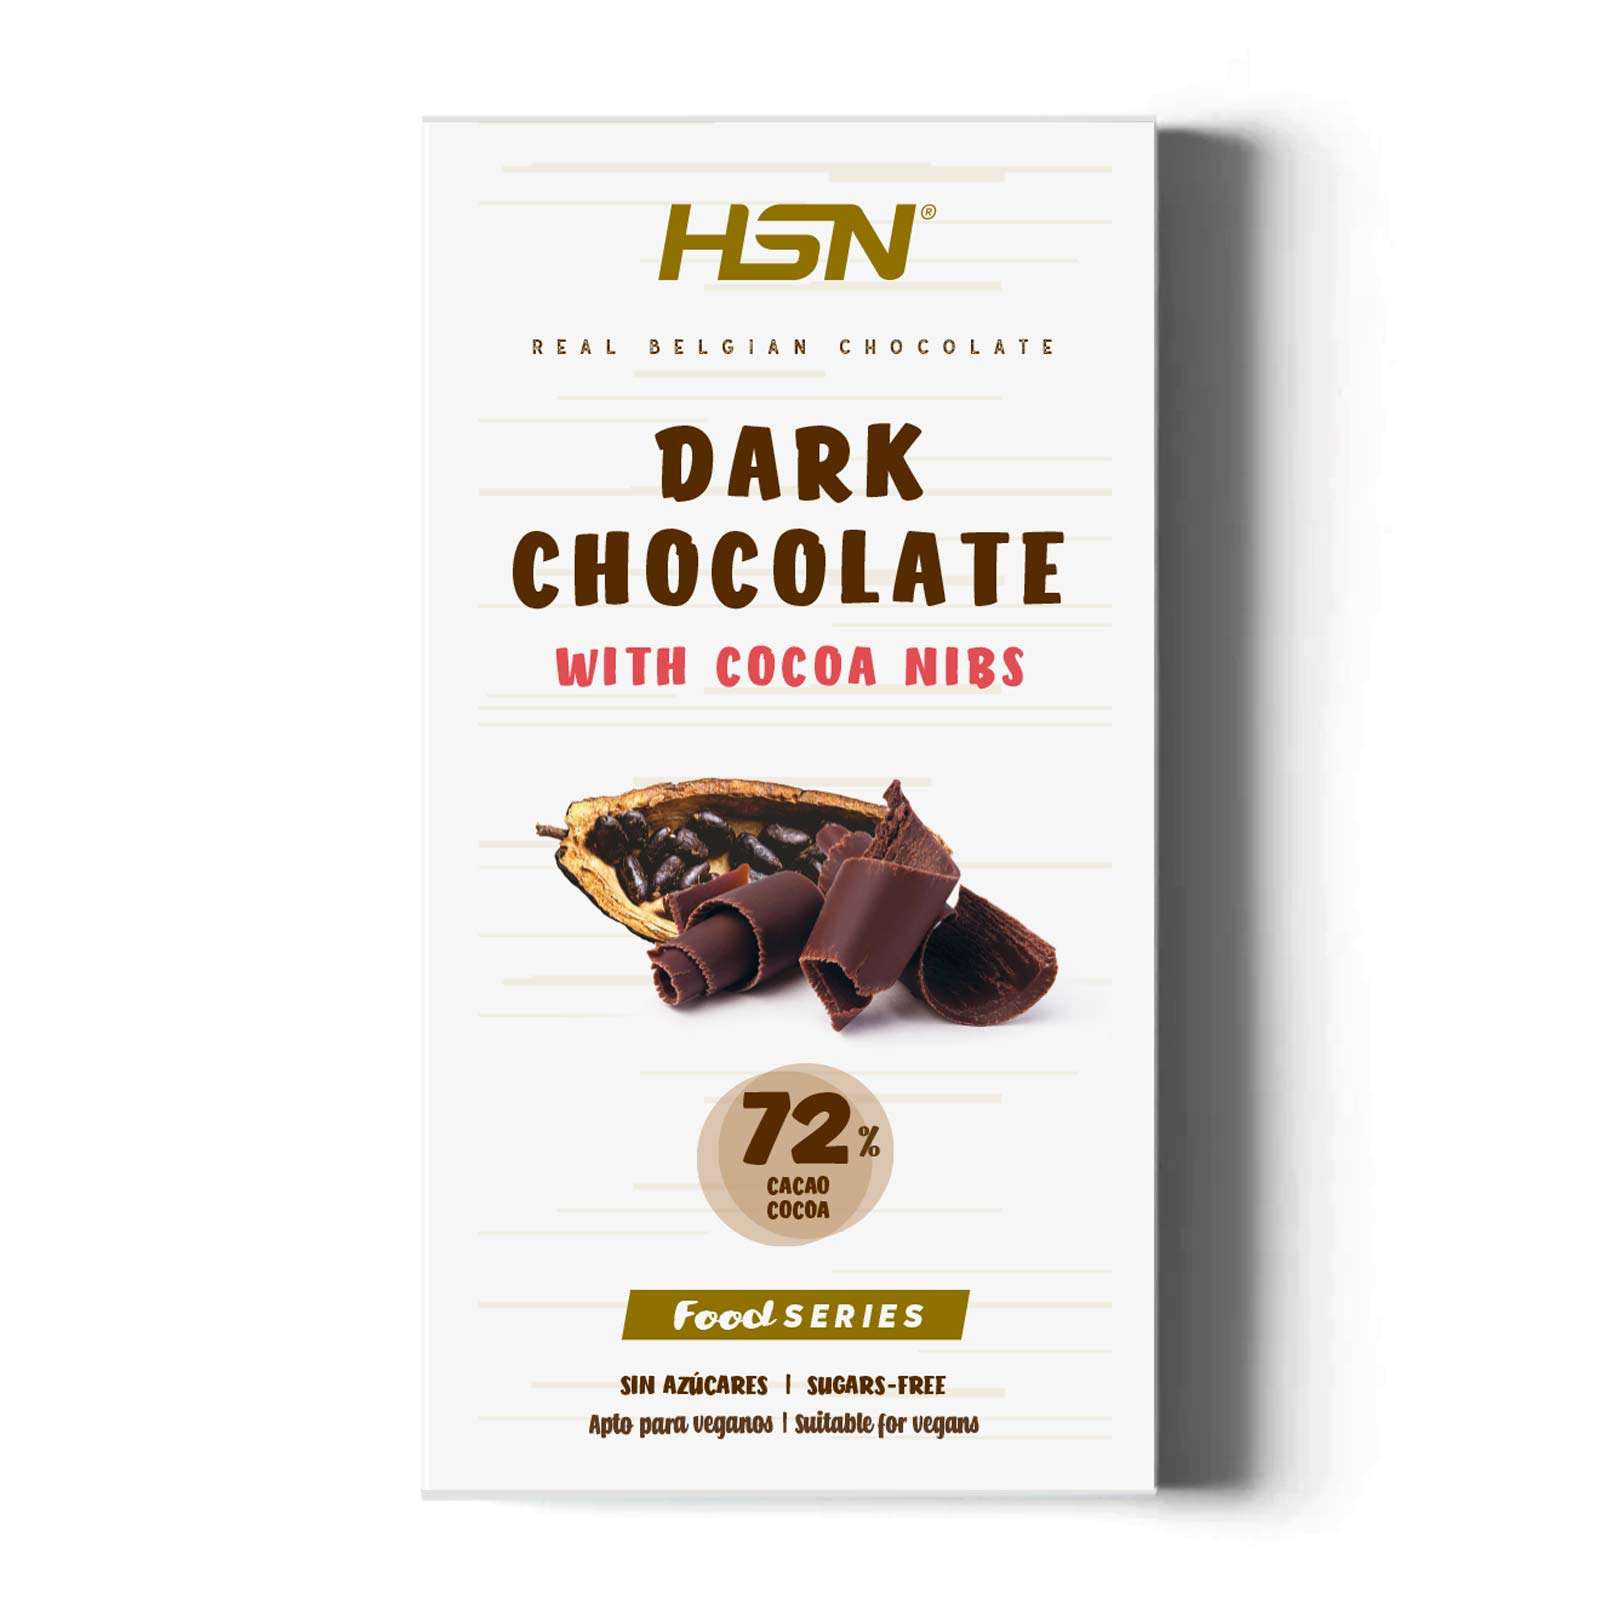 HSN®
REAL BELGIAN CHOCOLATE
DARK
CHOCOLATE
WITH COCOA NIBS
72%
CACAO
COCOA
Food SERIES
SIN AZÚCARES | SUGARS-FREE
Apto para veganos | Suitable for vegans